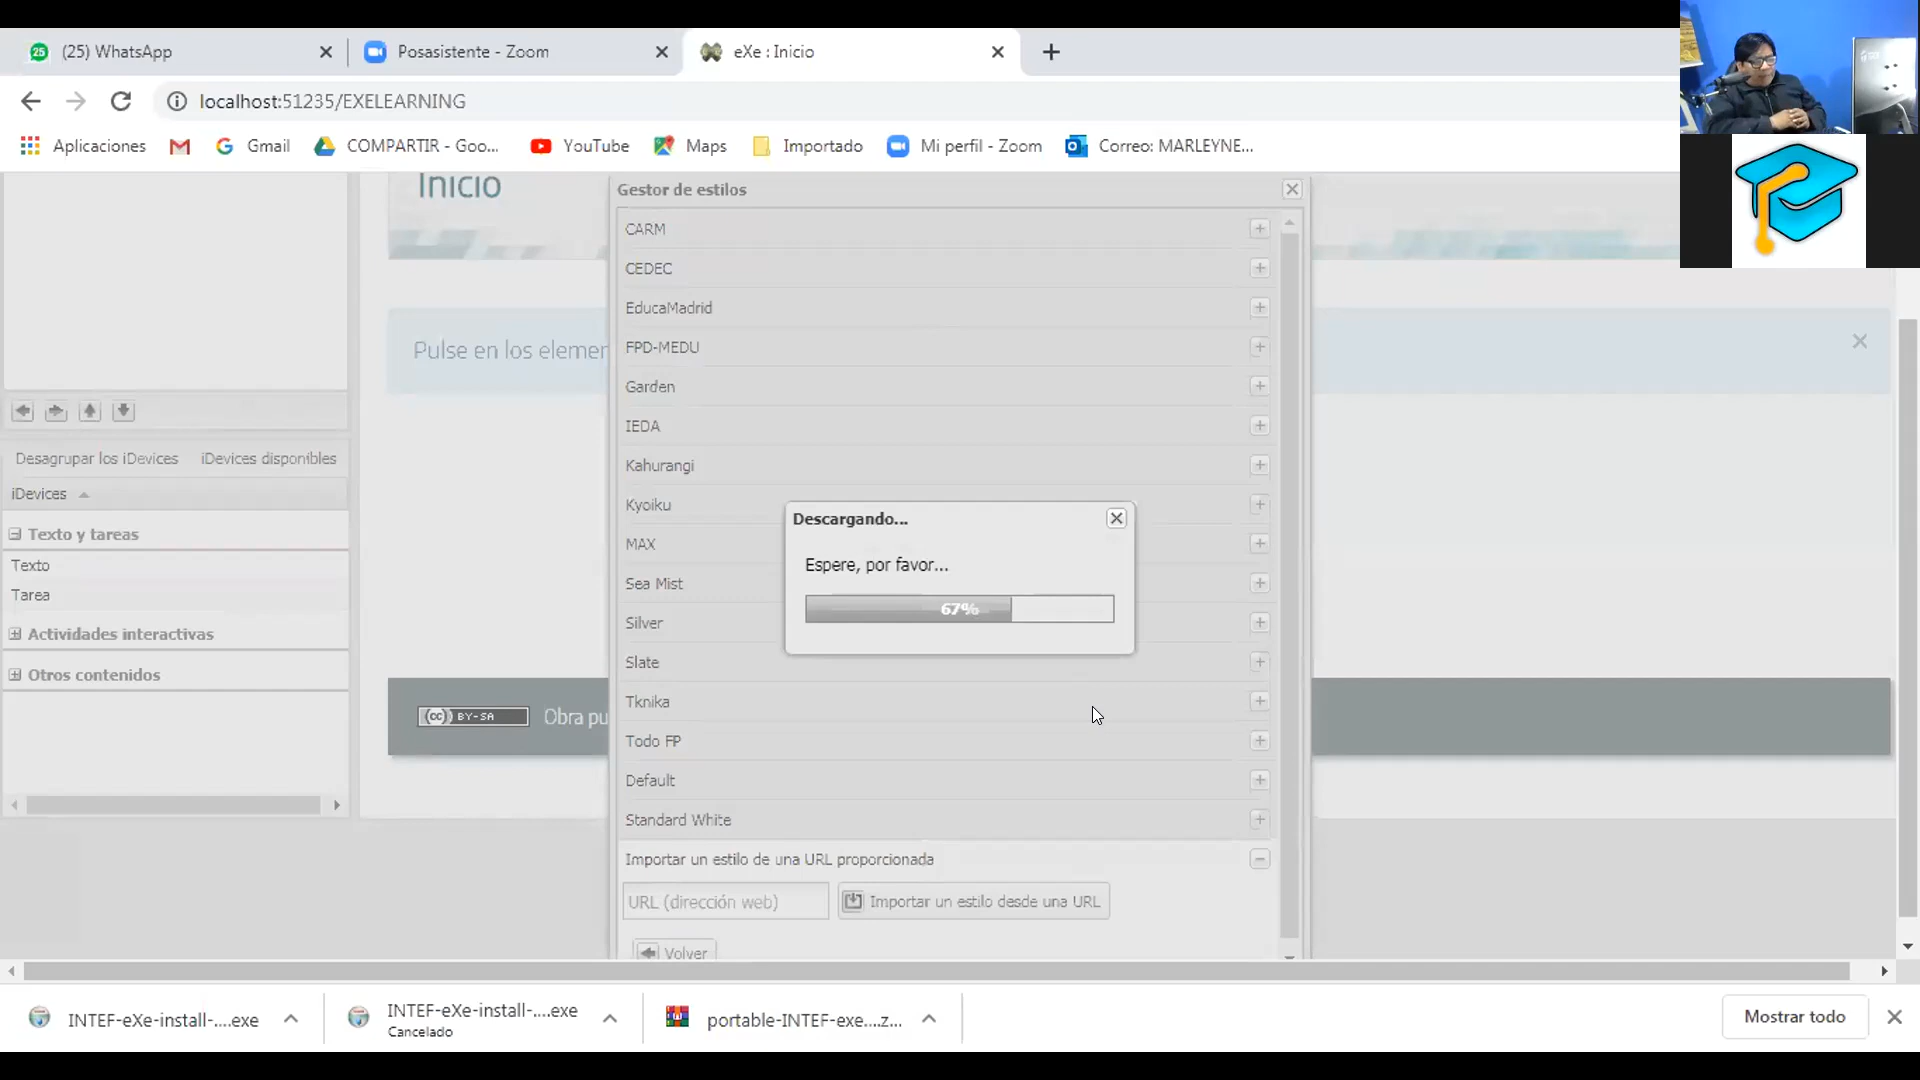 (25) WhatsApp
Posasistente - Zoom
eXe : Inicio
localhost:51235/EXELEARNING
Aplicaciones
Gmail
COMPARTIR - Goo...
YouTube
Maps
Importado
Mi perfil - Zoom
Correo: MARLEYNE...
Inicio
Pulse en los elemen
Desagrupar los iDevices
iDevices disponibles
iDevices
Texto y tareas
Texto
Tarea
Actividades interactivas
Otros contenidos
BY-SA
Obra pu
Gestor de estilos
CARM
CEDEC
EducaMadrid
FPD-MEDU
Garden
IEDA
Kahurangi
Kyoiku
MAX
Sea Mist
Silver
Slate
Tknika
Todo FP
Default
Standard White
Importar un estilo de una URL proporcionada
URL (dirección web)
Importar un estilo desde una URL
Volver
Descargando...
Espere, por favor...
67%
INTEF-eXe-install-....exe
INTEF-eXe-install-....exe
Cancelado
portable-INTEF-exe....z...
Mostrar todo